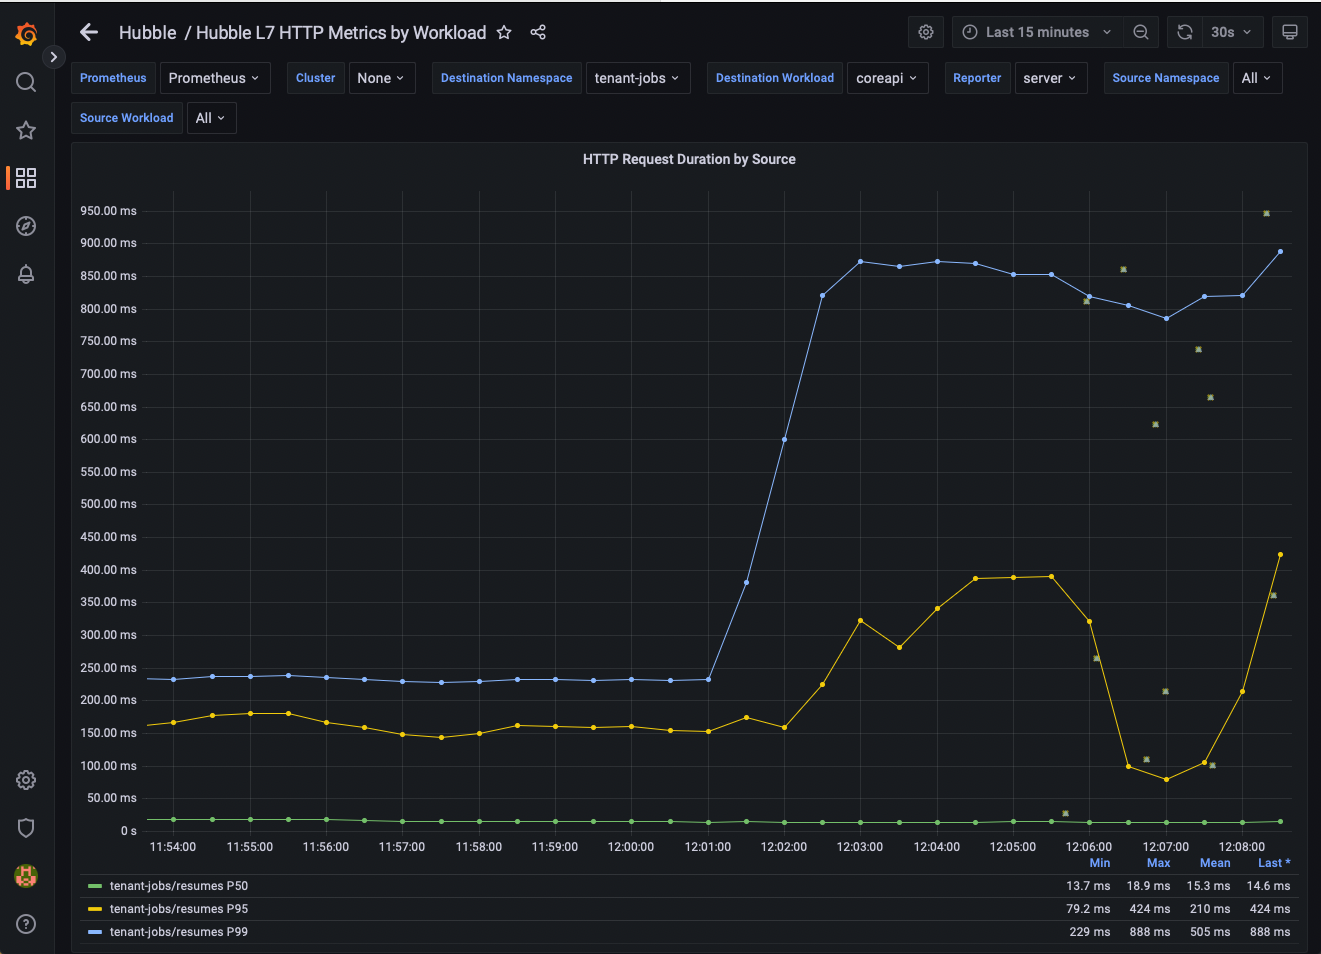 Hubble / Hubble L7 HTTP Metrics by Workload
Last 15 minutes
30s
Prometheus Prometheus Cluster None Destination Namespace tenant-jobs Destination Workload coreapi Reporter server Source Namespace All
Source Workload All
HTTP Request Duration by Source
950.00 ms
900.00 ms
850.00 ms
800.00 ms
750.00 ms
700.00 ms
650.00 ms
600.00 ms
550.00 ms
500.00 ms
450.00 ms
400.00 ms
350.00 ms
300.00 ms
250.00 ms
200.00 ms
150.00 ms
100.00 ms
50.00 ms
0 s
11:54:00 11:55:00 11:56:00 11:57:00 11:58:00 11:59:00 12:00:00 12:01:00 12:02:00 12:03:00 12:04:00 12:05:00 12:06:00 12:07:00 12:08:00
Min Max Mean Last *
tenant-jobs/resumes P50 13.7 ms 18.9 ms 15.3 ms 14.6 ms
tenant-jobs/resumes P95 79.2 ms 424 ms 210 ms 424 ms
tenant-jobs/resumes P99 229 ms 888 ms 505 ms 888 ms